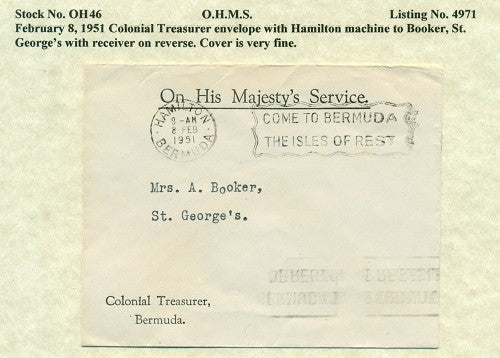 Stock No. OH46 O.H.M.S. Listing No. 4971
February 8, 1951 Colonial Treasurer envelope with Hamilton machine to Booker, St.
George's with receiver on reverse. Cover is very fine.
On His Majesty's Service.
HAMILTON
9-AM
8 FEB
1951
BERMUDA
COME TO BERMUDA
THE ISLES OF REST
Mrs. A. Booker,
St. George's.
Colonial Treasurer,
Bermuda.